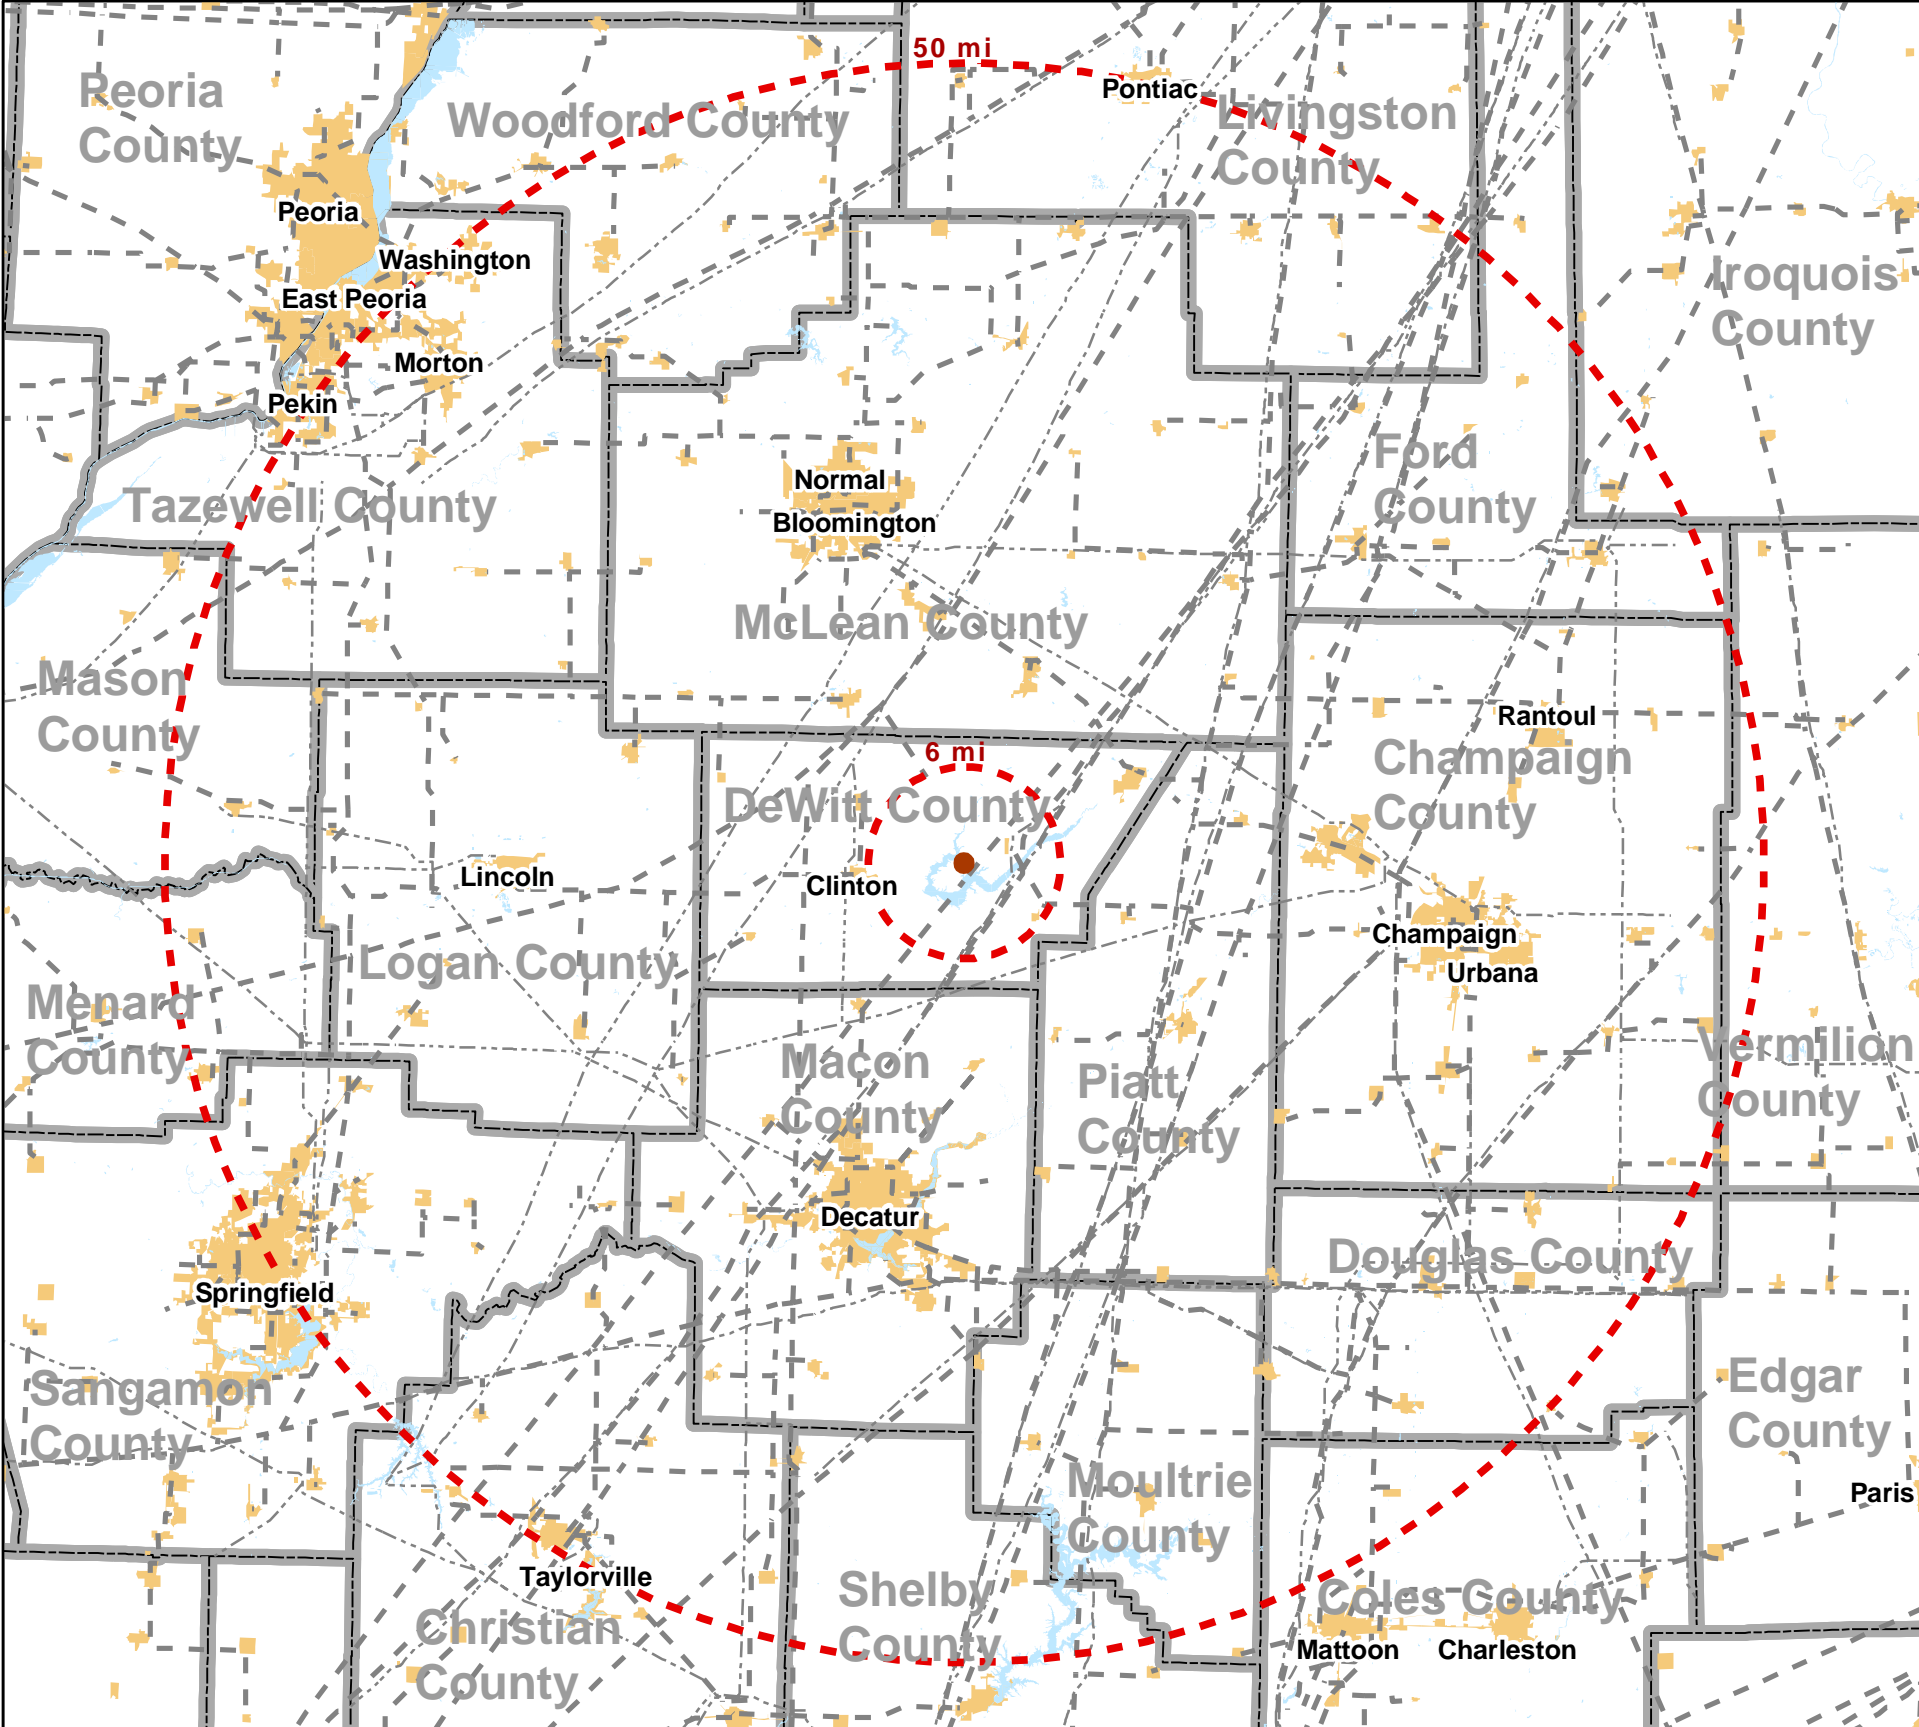 50 mi
Pontiac
Peoria
County
Woodford County
Livingston
County
Peoria
Washington
East Peoria
Iroquois
County
Morton
Pekin
Ford
County
Normal
Bloomington
Tazewell County
McLean County
Mason
County
Rantoul
Champaign
County
6 mi
DeWitt County
Lincoln
Clinton
Champaign
Urbana
Logan County
Menard
County
Vermilion
County
Macon
County
Piatt
County
Decatur
Douglas County
Springfield
Sangamon
County
Edgar
County
Paris
Moultrie
County
Taylorville
Shelby
County
Coles County
Christian
County
Mattoon
Charleston